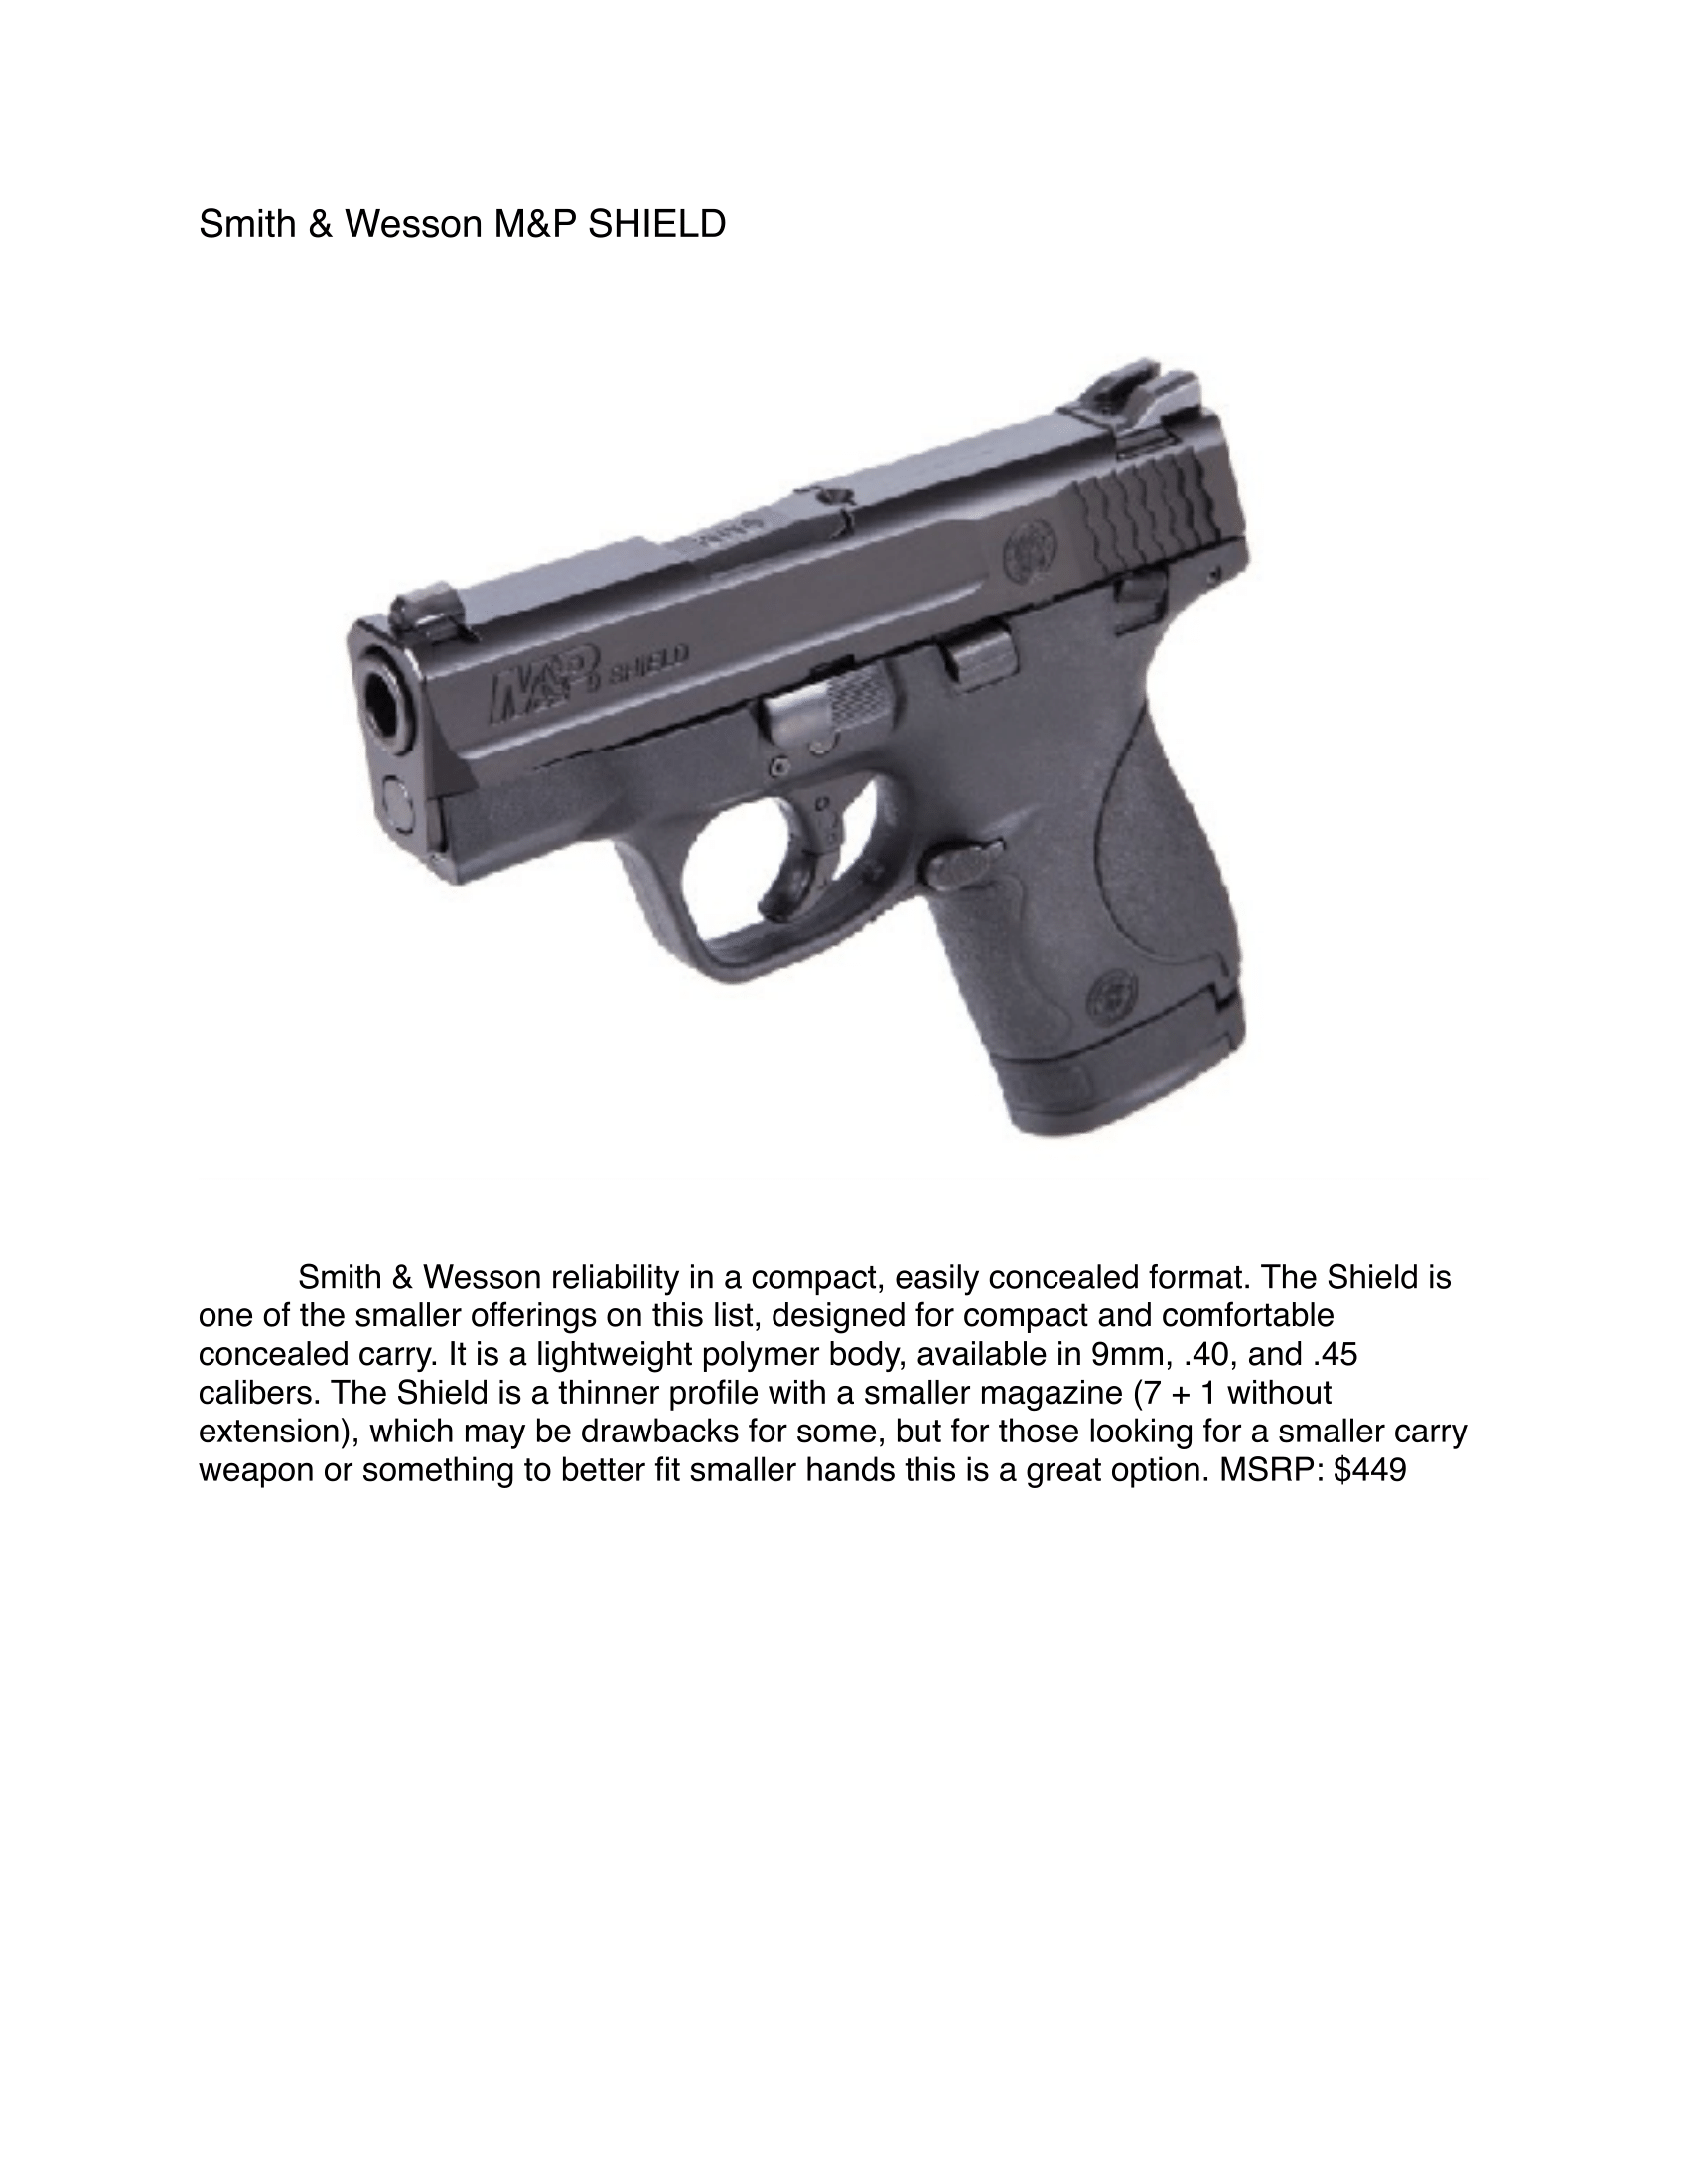 Smith & Wesson M&P SHIELD
M&P
SHIELD
Smith & Wesson reliability in a compact, easily concealed format. The Shield is
one of the smaller offerings on this list, designed for compact and comfortable
concealed carry. It is a lightweight polymer body, available in 9mm, .40, and .45
calibers. The Shield is a thinner profile with a smaller magazine (7 + 1 without
extension), which may be drawbacks for some, but for those looking for a smaller carry
weapon or something to better fit smaller hands this is a great option. MSRP: $449